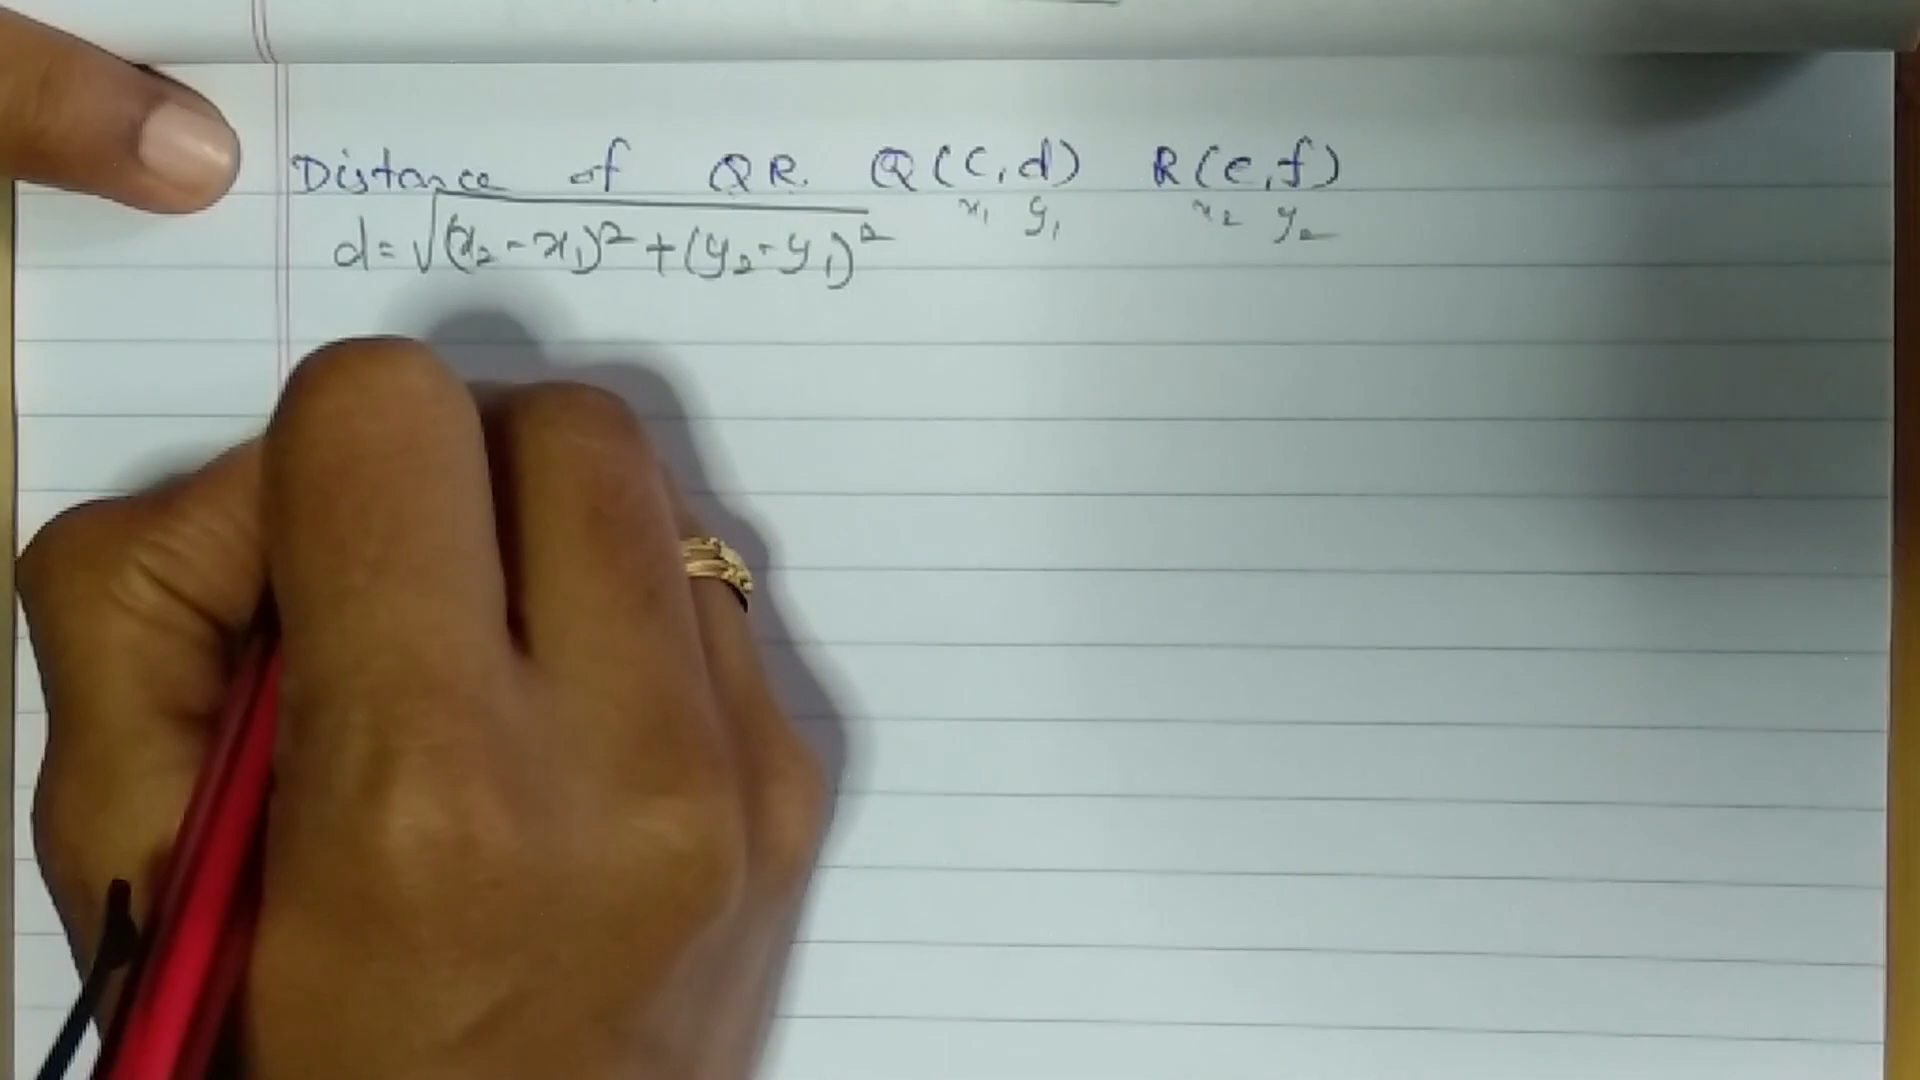 Distance of QR. Q(c,d) R(e,f)
x₁ y₁ x₂ y₂
d=√(x₂-x₁)²+(y₂-y₁)²